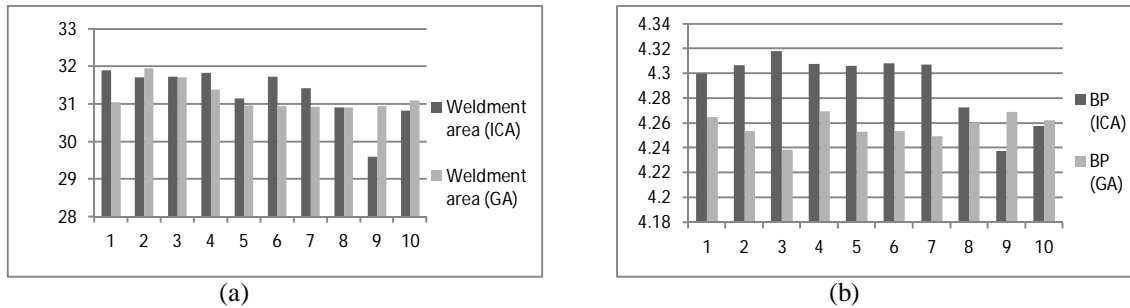 33
32
31
30
29
28
1 2 3 4 5 6 7 8 9 10
Weldment
area (ICA)
Weldment
area (GA)
(a)
4.34
4.32
4.3
4.28
4.26
4.24
4.22
4.2
4.18
1 2 3 4 5 6 7 8 9 10
BP
(ICA)
BP
(GA)
(b)